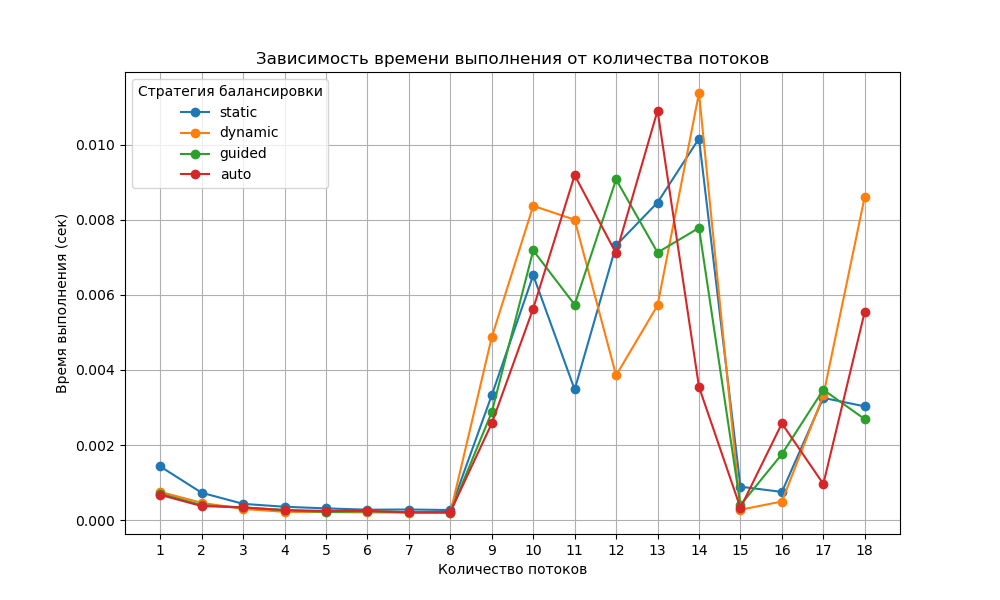 Зависимость времени выполнения от количества потоков
Стратегия балансировки
static
dynamic
guided
auto
Время выполнения (сек)
0.010
0.008
0.006
0.004
0.002
0.000
1 2 3 4 5 6 7 8 9 10 11 12 13 14 15 16 17 18
Количество потоков